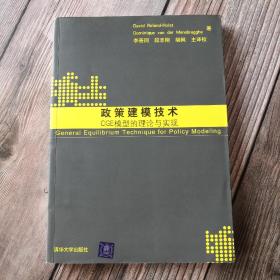 David Roland-Holst
Dominique van der Mensbrugghe 著
李善同 段志刚 胡枫 主译校
政策建模技术
CGE模型的理论与实现
General Equilibrium Technique for Policy Modeling
清华大学出版社